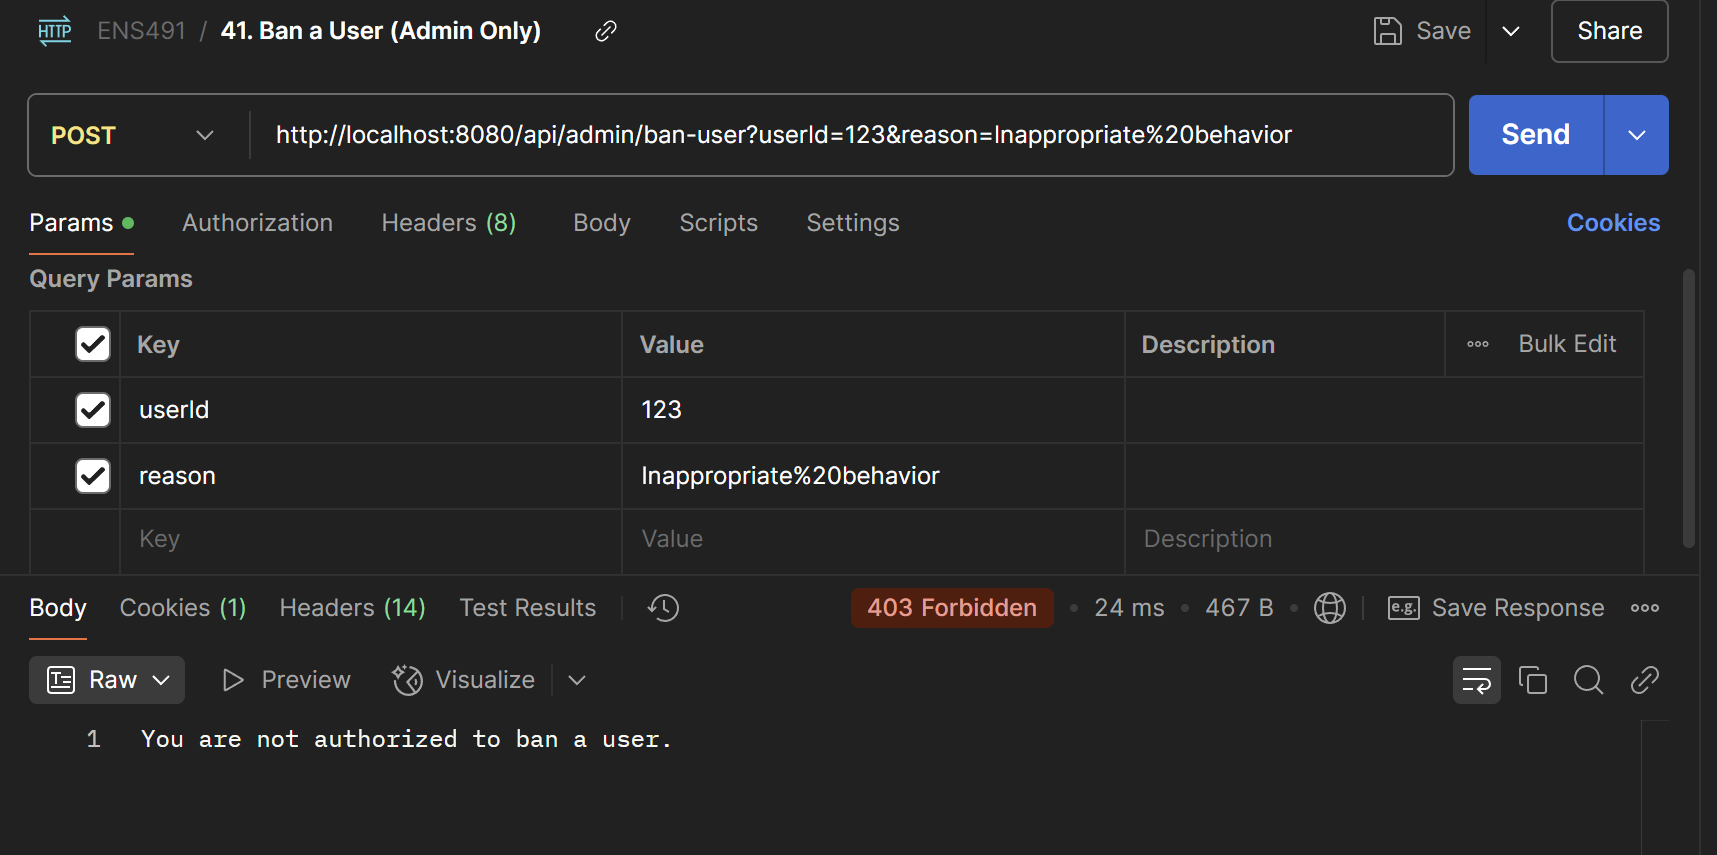 HTTP ENS491 / 41. Ban a User (Admin Only) Save Share
POST http://localhost:8080/api/admin/ban-user?userId=123&reason=Inappropriate%20behavior Send
Params Authorization Headers (8) Body Scripts Settings Cookies
Query Params
Key Value Description Bulk Edit
userId 123
reason Inappropriate%20behavior
Key Value Description
Body Cookies (1) Headers (14) Test Results 403 Forbidden • 24 ms • 467 B • e.g. Save Response
Raw Preview Visualize
1 You are not authorized to ban a user.